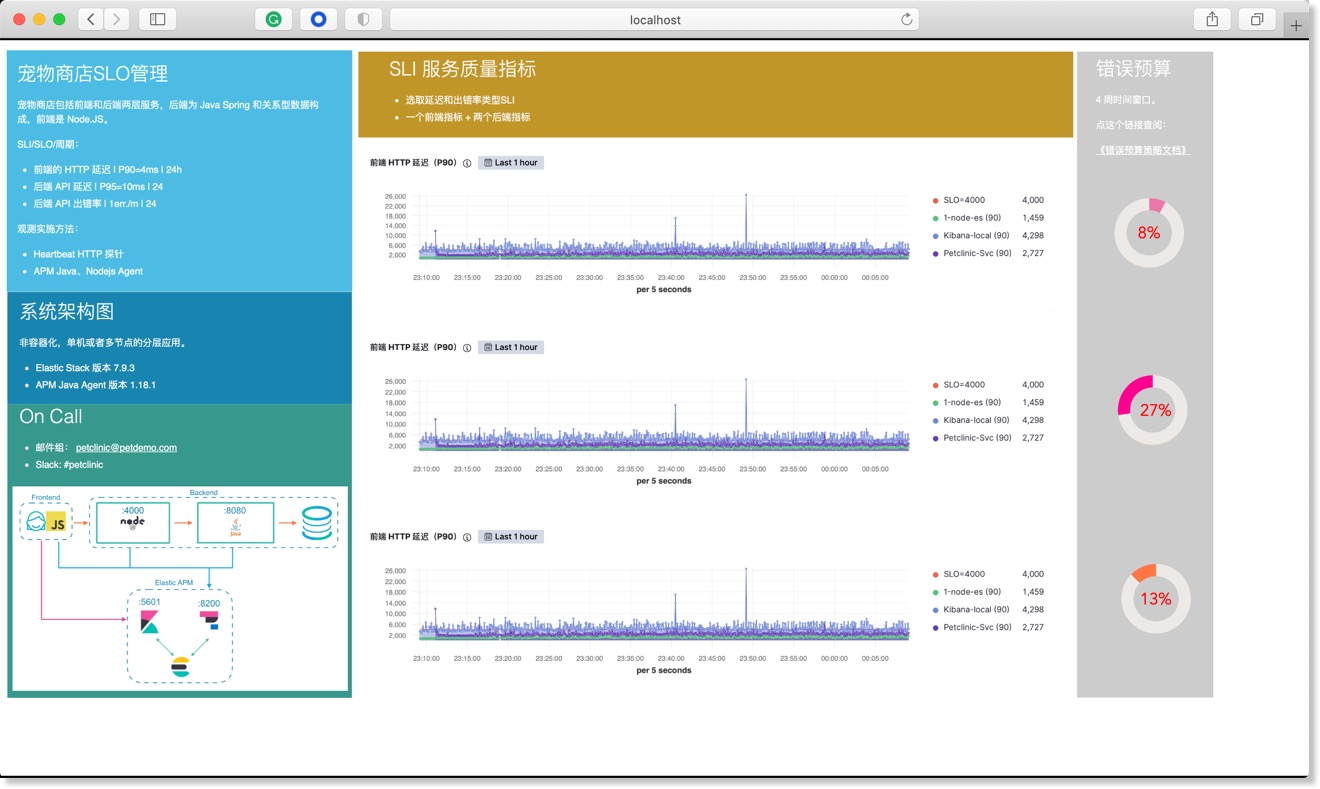 localhost
宠物商店SLO管理
宠物商店包括前端和后端两层服务，后端为 Java Spring 和关系型数据构
成，前端是 Node.JS。
SLI/SLO/周期：
前端的 HTTP 延迟 | P90=4ms | 24h
后端 API 延迟 | P95=10ms | 24
后端 API 出错率 | 1err./m | 24
观测实施方法：
Heartbeat HTTP 探针
APM Java、Nodejs Agent
系统架构图
非容器化，单机或者多节点的分层应用。
Elastic Stack 版本 7.9.3
APM Java Agent 版本 1.18.1
On Call
邮件组： petclinic@petdemo.com
Slack: #petclinic
Frontend
Backend
JS
:4000
node
:8080
java
Elastic APM
:5601
:8200
SLI 服务质量指标
选取延迟和出错率类型SLI
一个前端指标 + 两个后端指标
前端 HTTP 延迟（P90） Last 1 hour
26,000
22,000
18,000
14,000
10,000
6,000
2,000
23:10:00 23:15:00 23:20:00 23:25:00 23:30:00 23:35:00 23:40:00 23:45:00 23:50:00 23:55:00 00:00:00 00:05:00
per 5 seconds
SLO=4000 4,000
1-node-es (90) 1,459
Kibana-local (90) 4,298
Petclinic-Svc (90) 2,727
前端 HTTP 延迟（P90） Last 1 hour
26,000
22,000
18,000
14,000
10,000
6,000
2,000
23:10:00 23:15:00 23:20:00 23:25:00 23:30:00 23:35:00 23:40:00 23:45:00 23:50:00 23:55:00 00:00:00 00:05:00
per 5 seconds
SLO=4000 4,000
1-node-es (90) 1,459
Kibana-local (90) 4,298
Petclinic-Svc (90) 2,727
前端 HTTP 延迟（P90） Last 1 hour
26,000
22,000
18,000
14,000
10,000
6,000
2,000
23:10:00 23:15:00 23:20:00 23:25:00 23:30:00 23:35:00 23:40:00 23:45:00 23:50:00 23:55:00 00:00:00 00:05:00
per 5 seconds
SLO=4000 4,000
1-node-es (90) 1,459
Kibana-local (90) 4,298
Petclinic-Svc (90) 2,727
错误预算
4 周时间窗口。
点这个链接查阅：
《错误预算策略文档》
8%
27%
13%